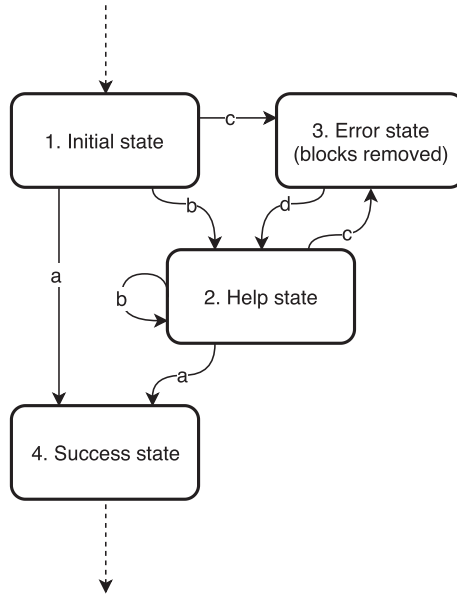 c
1. Initial state
3. Error state
(blocks removed)
b
d
c
a
b
2. Help state
a
4. Success state